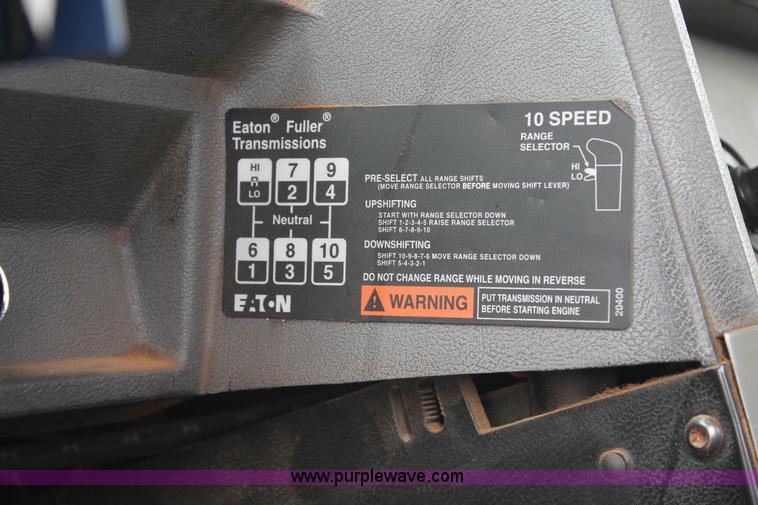 Eaton® Fuller®
Transmissions
10 SPEED
RANGE
SELECTOR
HI
LO
HI 7 9
R
LO 2 4
Neutral
6 8 10
1 3 5
EATON
PRE-SELECT ALL RANGE SHIFTS
(MOVE RANGE SELECTOR BEFORE MOVING SHIFT LEVER)
UPSHIFTING
START WITH RANGE SELECTOR DOWN
SHIFT 1-2-3-4-5 RAISE RANGE SELECTOR
SHIFT 6-7-8-9-10
DOWNSHIFTING
SHIFT 10-9-8-7-6 MOVE RANGE SELECTOR DOWN
SHIFT 5-4-3-2-1
DO NOT CHANGE RANGE WHILE MOVING IN REVERSE
WARNING
PUT TRANSMISSION IN NEUTRAL
BEFORE STARTING ENGINE
20400
www.purplewave.com